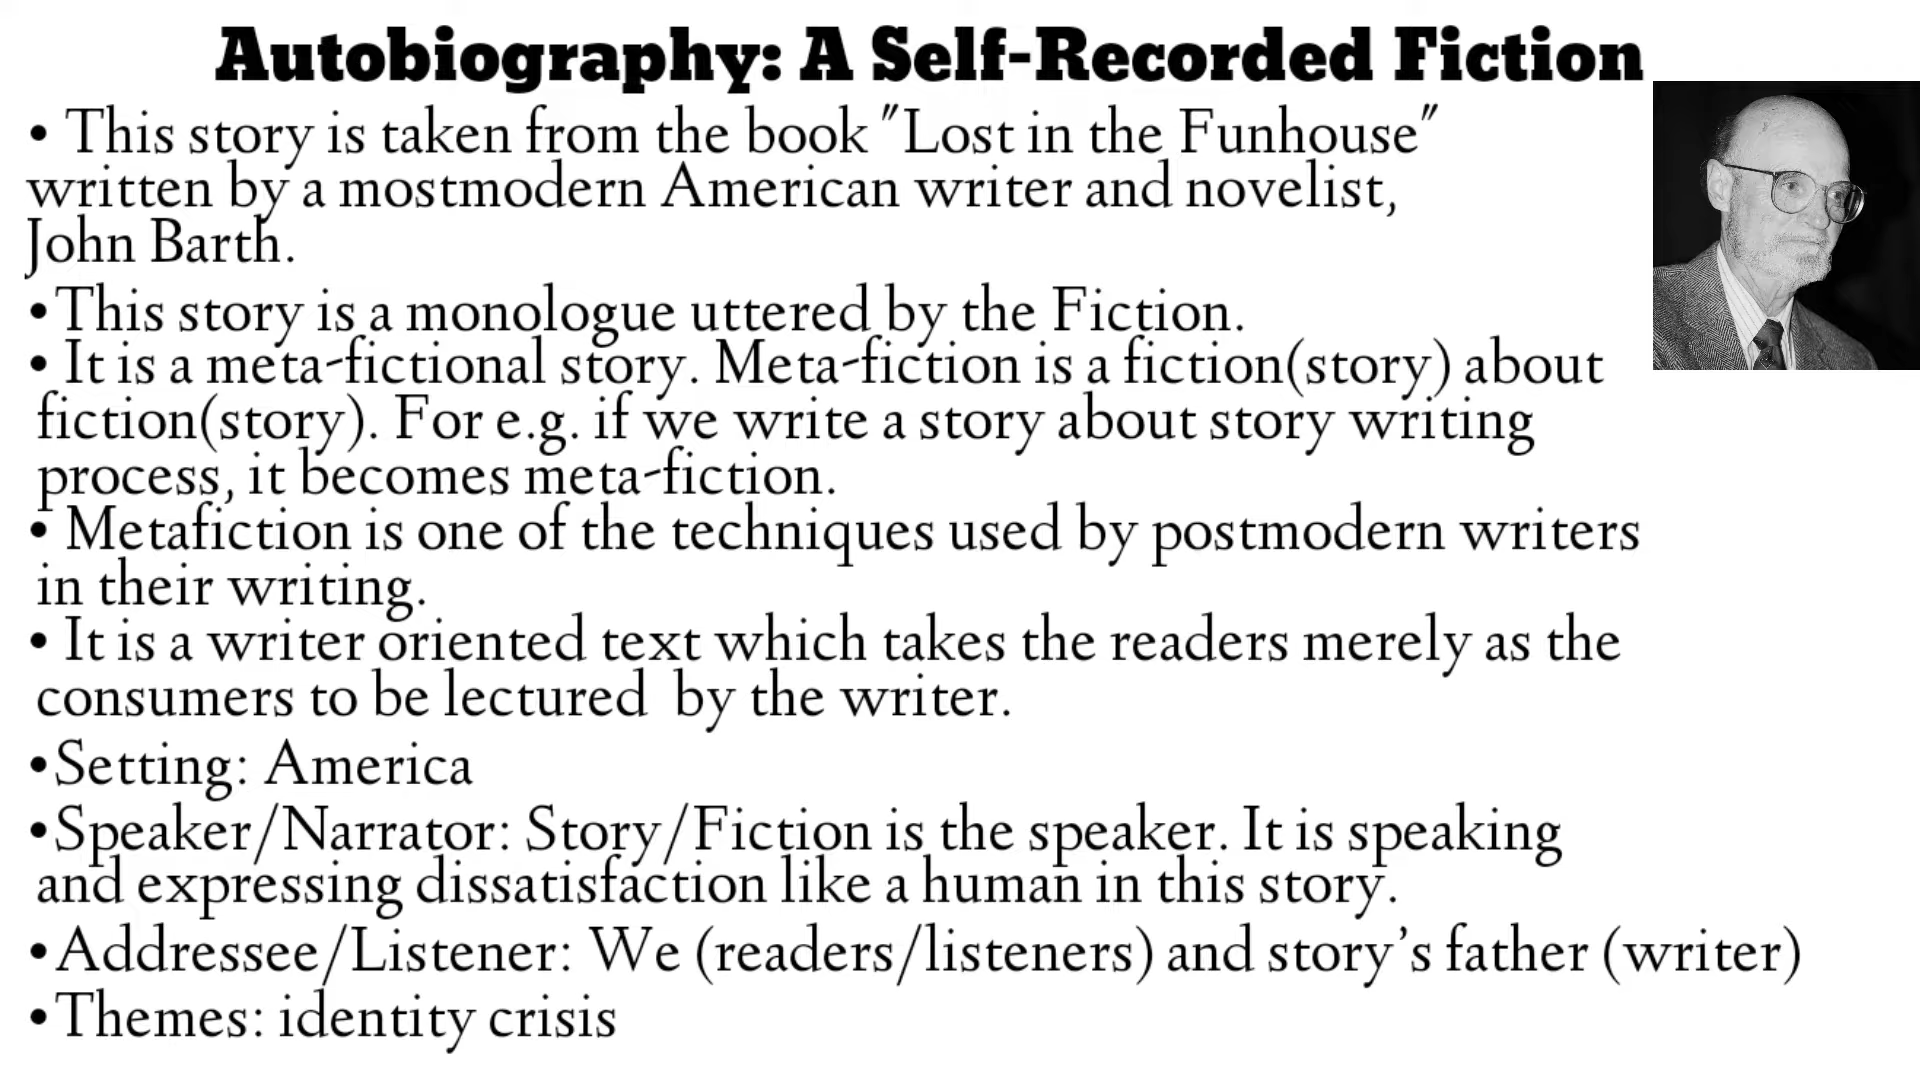 Autobiography: A Self-Recorded Fiction
• This story is taken from the book "Lost in the Funhouse"
written by a mostmodern American writer and novelist,
John Barth.
•This story is a monologue uttered by the Fiction.
• It is a meta-fictional story. Meta-fiction is a fiction(story) about
fiction(story). For e.g. if we write a story about story writing
process, it becomes meta-fiction.
• Metafiction is one of the techniques used by postmodern writers
in their writing.
• It is a writer oriented text which takes the readers merely as the
consumers to be lectured  by the writer.
•Setting: America
•Speaker/Narrator: Story/Fiction is the speaker. It is speaking
and expressing dissatisfaction like a human in this story.
•Addressee/Listener: We (readers/listeners) and story’s father (writer)
•Themes: identity crisis